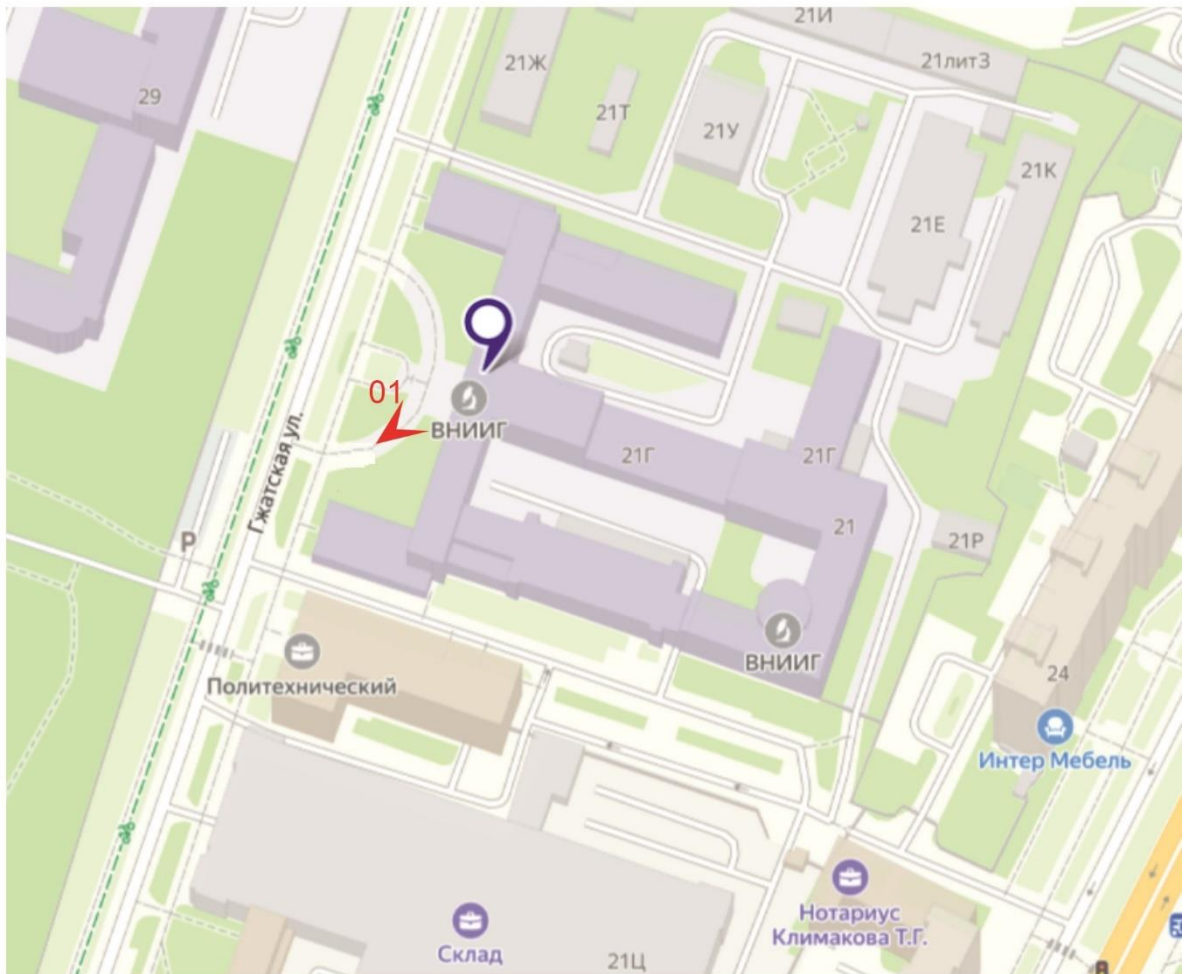 21И
21лит3
29
21Ж
21Т
21У
21К
21Е
01
ВНИИГ
Гжатская ул.
21Г
21Г
21
P
21Р
ВНИИГ
Политехнический
24
Интер Мебель
Нотариус
Климакова Т.Г.
Склад
21Ц